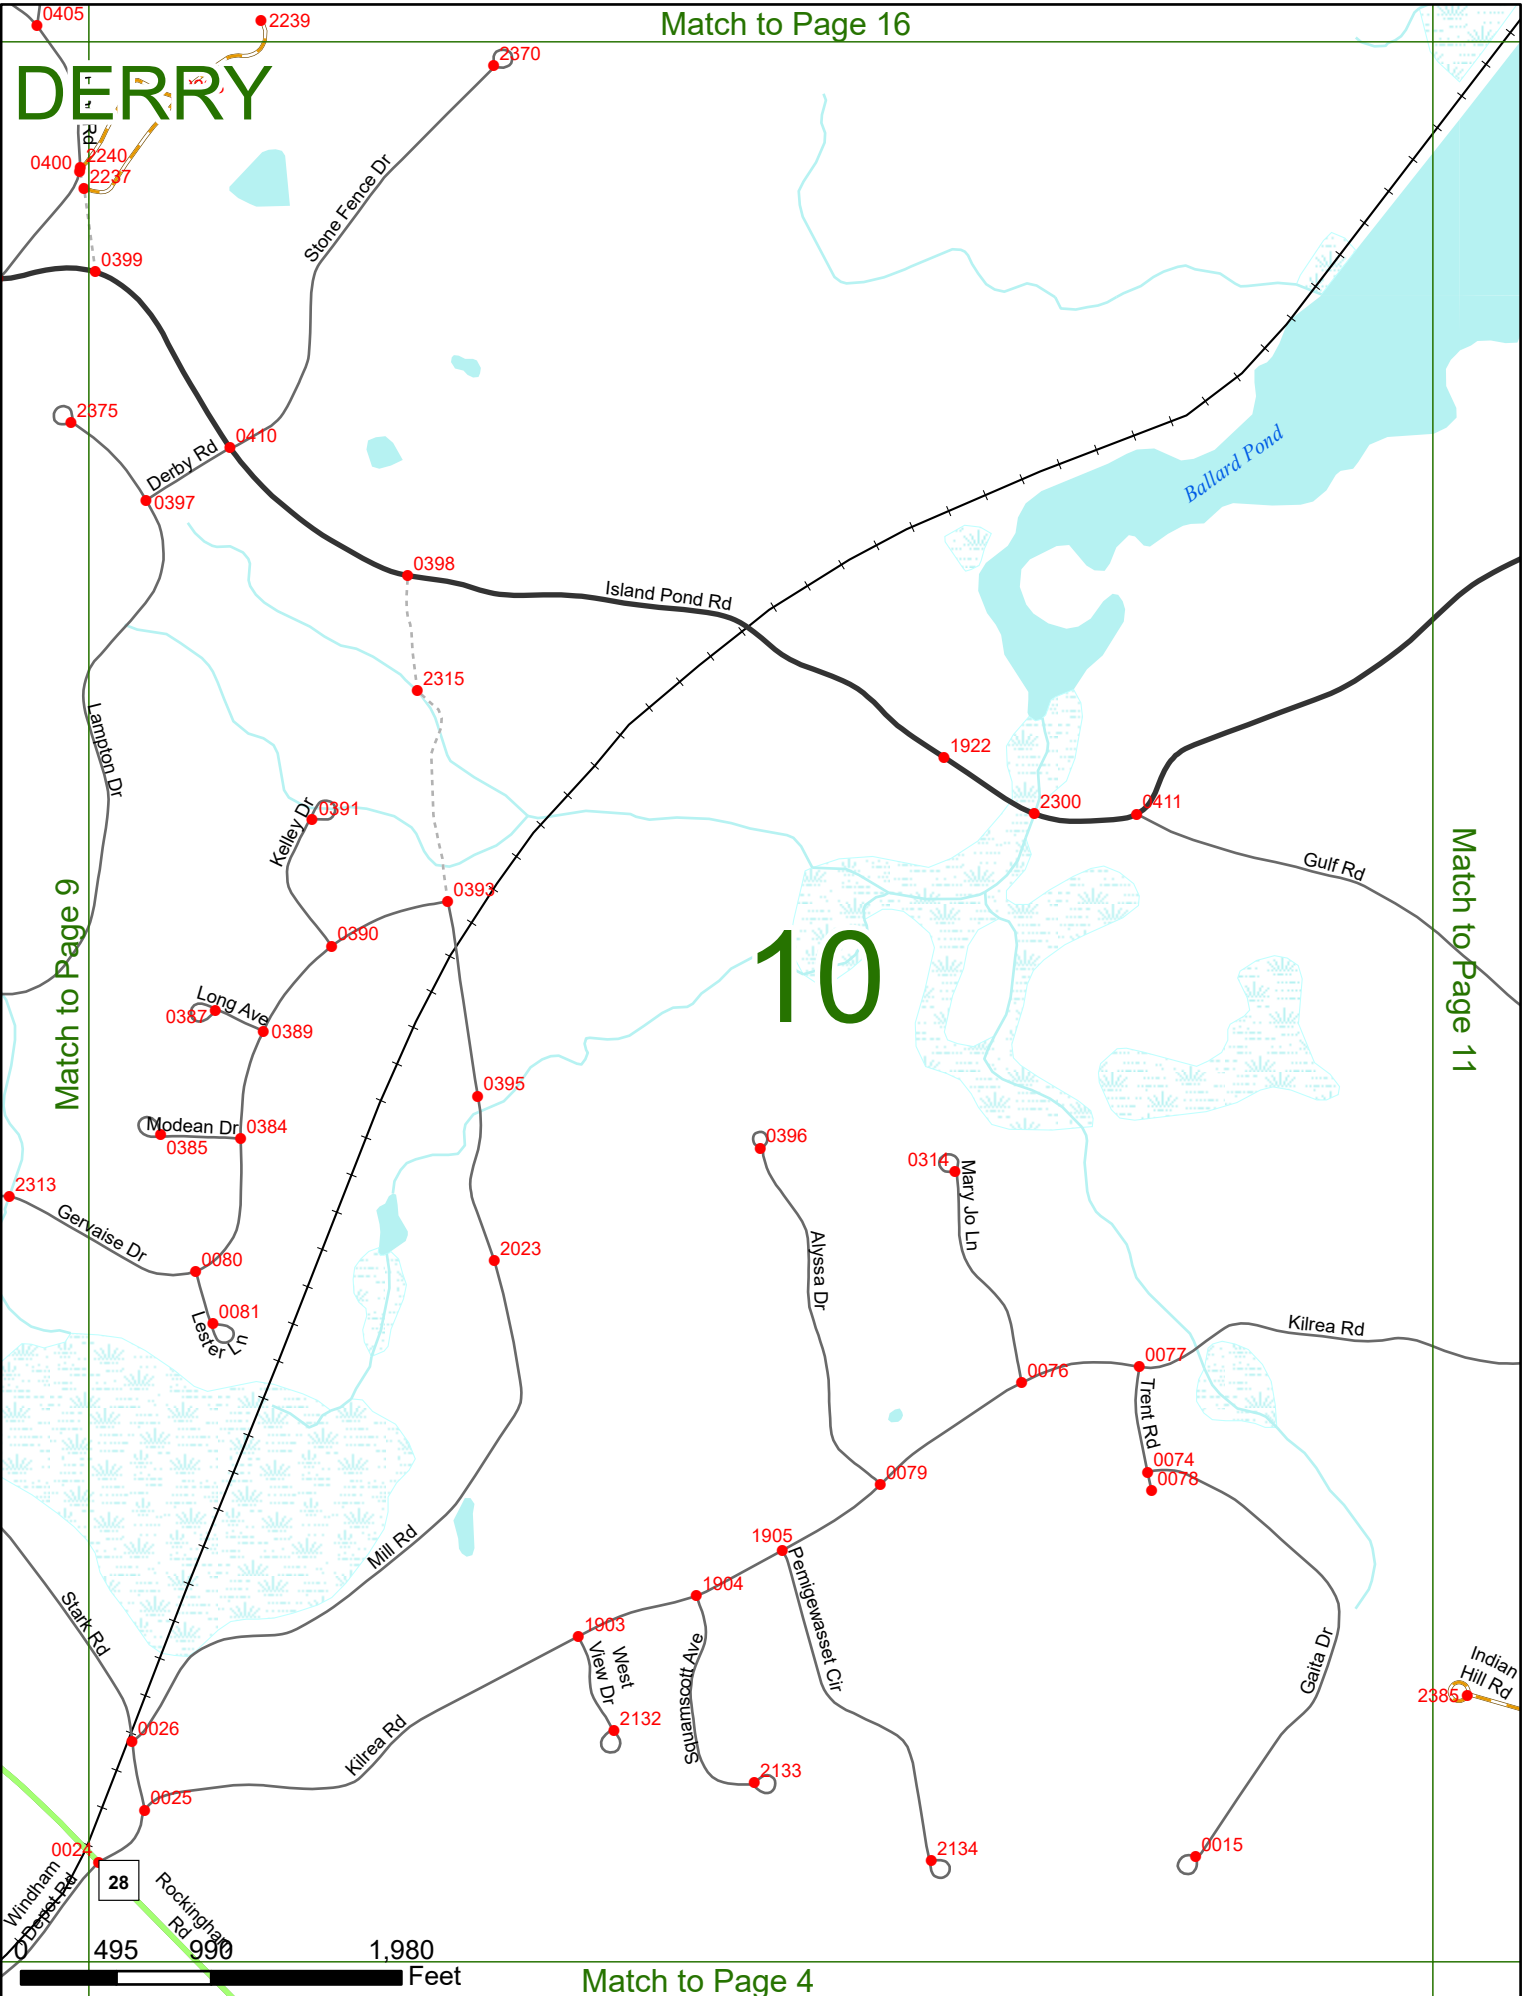 Match to Page 16
DERRY
0405
2239
2370
Rd
0400
2240
2237
Stone Fence Dr
0399
2375
0410
Derby Rd
0397
Ballard Pond
0398
Island Pond Rd
2315
Lampton Dr
1922
2300
0411
Kelley Dr
0391
Gulf Rd
Match to Page 9
Match to Page 11
0393
0390
10
Long Ave
0387
0389
0395
Modean Dr
0384
0385
0396
0314
Mary Jo Ln
2313
Gervaise Dr
Alyssa Dr
2023
0080
0081
Lester Ln
Kilrea Rd
0077
0076
Trent Rd
0074
0078
0079
Mill Rd
1905
Pemigewasset Cir
1904
Stark Rd
1903
West
View Dr
Squamscott Ave
Gaita Dr
Indian
Hill Rd
2385
2132
0026
Kilrea Rd
2133
0025
0024
2134
0015
28
Windham
Depot Rd
Rockingham
Rd
0
495
990
1,980
Feet
Match to Page 4